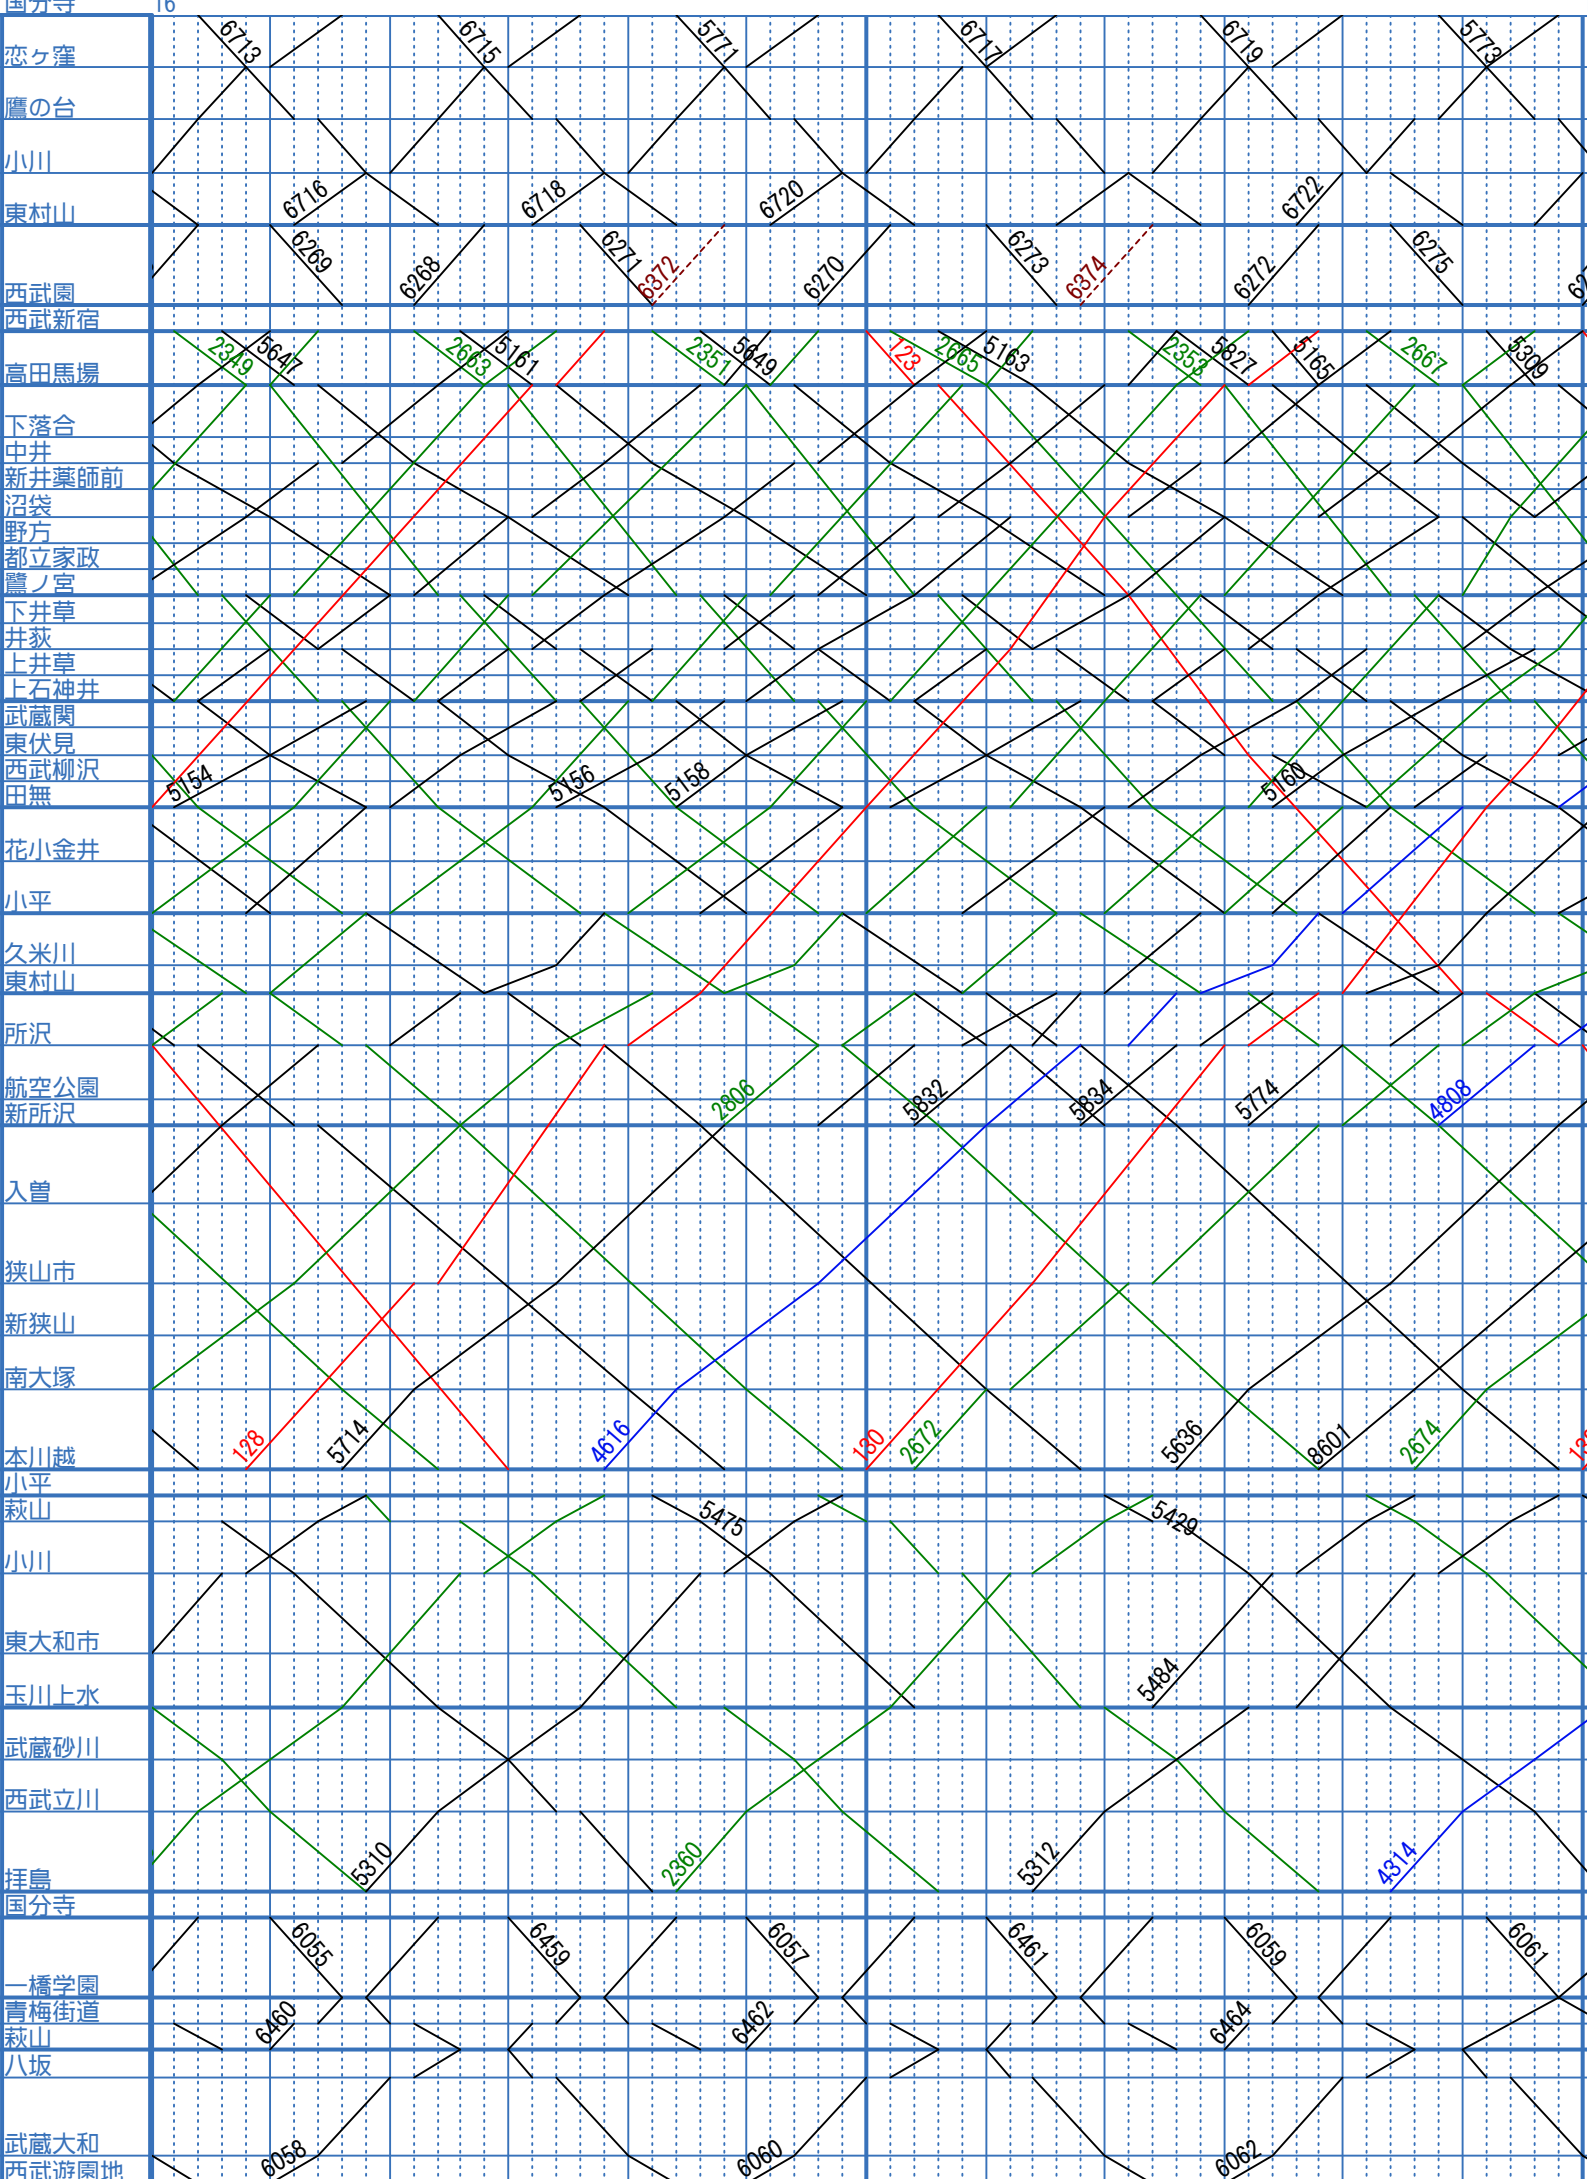 国分寺 16
恋ヶ窪 6713 6715 5771 6717 6719 5773
鷹の台
小川
東村山 6716 6718 6720 6722
6269 6268 6271 6372 6270 6273 6374 6272 6275
西武園
西武新宿
高田馬場 2349 5647 2663 5161 2351 5649 123 2665 5163 2353 5827 5165 2667 5309
下落合
中井
新井薬師前
沼袋
野方
都立家政
鷺ノ宮
下井草
井荻
上井草
上石神井
武蔵関
東伏見
西武柳沢
田無 5154 5156 5158 5160
花小金井
小平
久米川
東村山
所沢
航空公園
新所沢 2806 5832 5834 5774 4808
入曽
狭山市
新狭山
南大塚
本川越 128 5714 4616 130 2672 5636 8601 2674
小平
萩山 5475 5429
小川
東大和市
玉川上水 5484
武蔵砂川
西武立川
拝島 5310 2360 5312 4314
国分寺
6055 6459 6057 6461 6059 6061
一橋学園
青梅街道
萩山 6460 6462 6464
八坂
武蔵大和 6058 6060 6062
西武遊園地